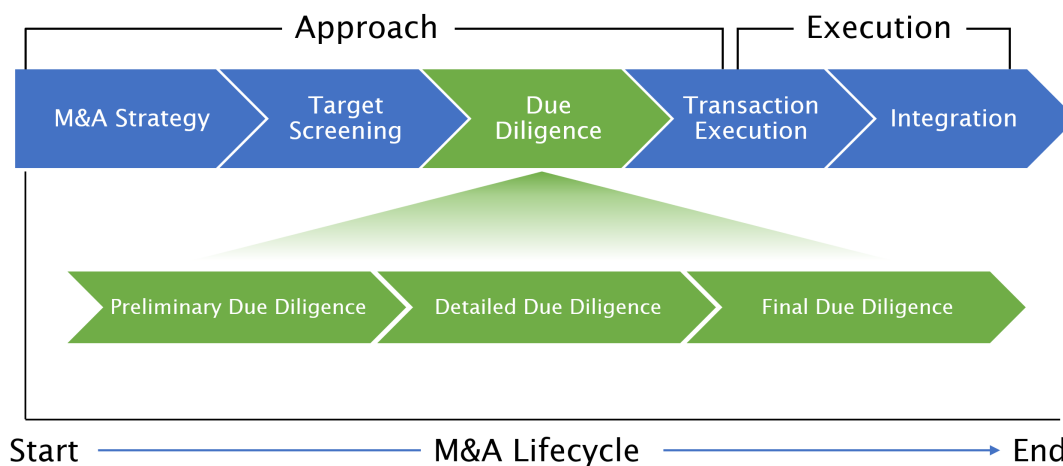 Approach
Execution
M&A Strategy
Target
Screening
Due
Diligence
Transaction
Execution
Integration
Preliminary Due Diligence
Detailed Due Diligence
Final Due Diligence
Start
M&A Lifecycle
End